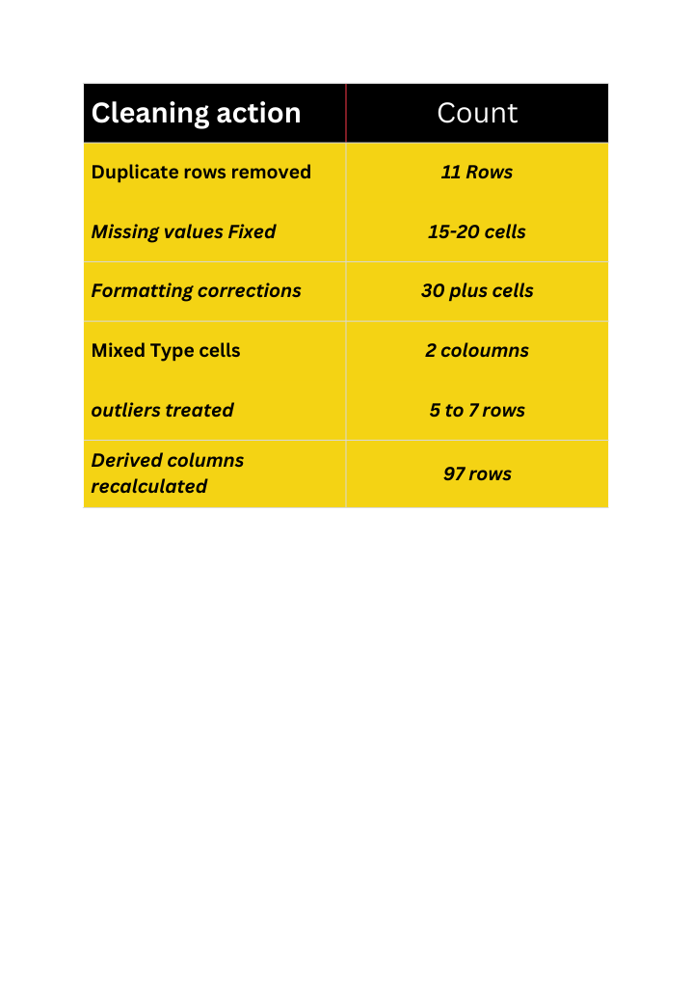 Cleaning action Count
Duplicate rows removed 11 Rows
Missing values Fixed 15-20 cells
Formatting corrections 30 plus cells
Mixed Type cells 2 coloumns
outliers treated 5 to 7 rows
Derived columns
recalculated 97 rows